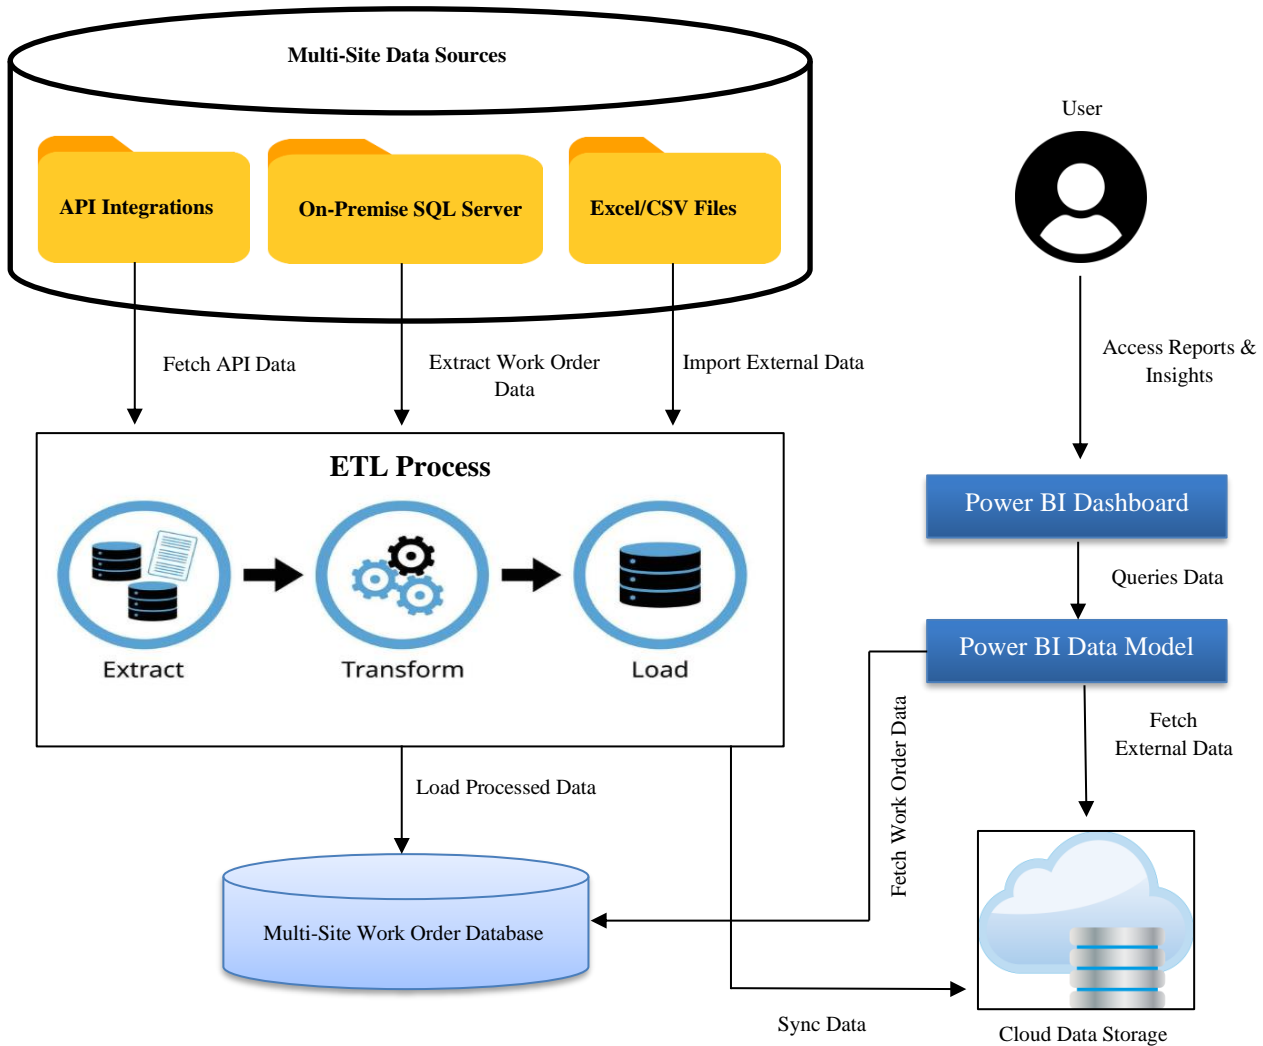 Multi-Site Data Sources
API Integrations
On-Premise SQL Server
Excel/CSV Files
User
Fetch API Data
Extract Work Order
Data
Import External Data
Access Reports &
Insights
ETL Process
Extract
Transform
Load
Power BI Dashboard
Queries Data
Power BI Data Model
Fetch
External Data
Fetch Work Order Data
Load Processed Data
Multi-Site Work Order Database
Sync Data
Cloud Data Storage